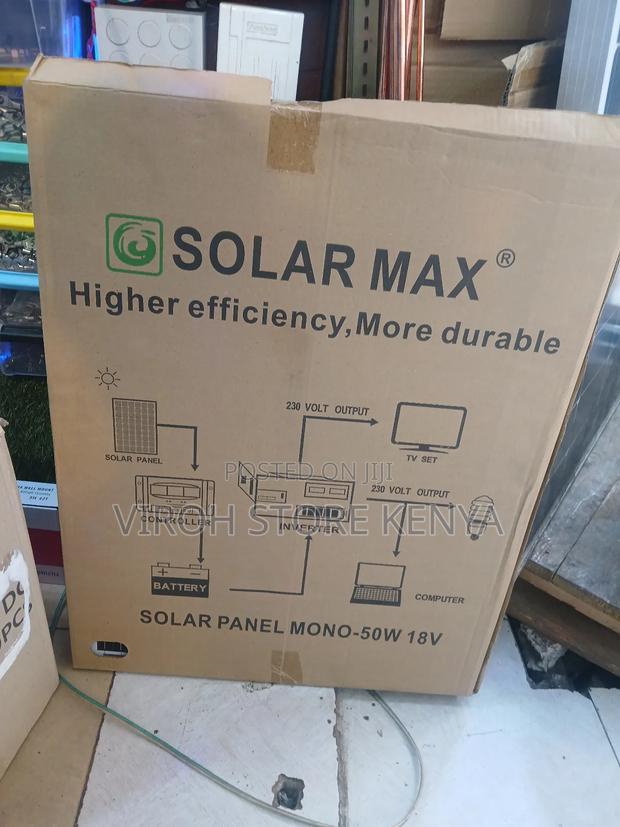 SOLAR MAX ®
Higher efficiency,More durable
230 VOLT OUTPUT
SOLAR PANEL
TV SET
POSTED ON JIJI
230 VOLT OUTPUT
VIROH STORE KENYA
CONTROLLER
INVERTER
BATTERY
COMPUTER
SOLAR PANEL MONO-50W 18V